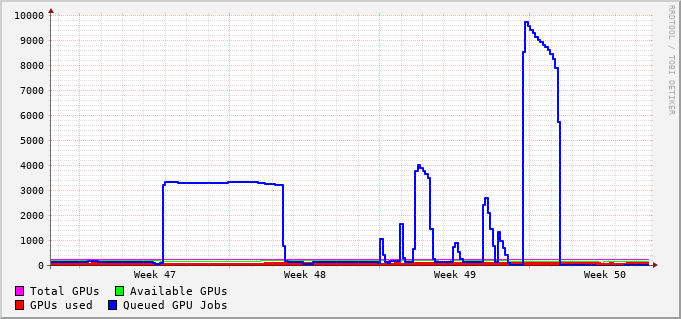 10000
9000
8000
7000
6000
5000
4000
3000
2000
1000
0
Week 47 Week 48 Week 49 Week 50
Total GPUs Available GPUs
GPUs used Queued GPU Jobs
RRDTOOL / TOBI OETIKER